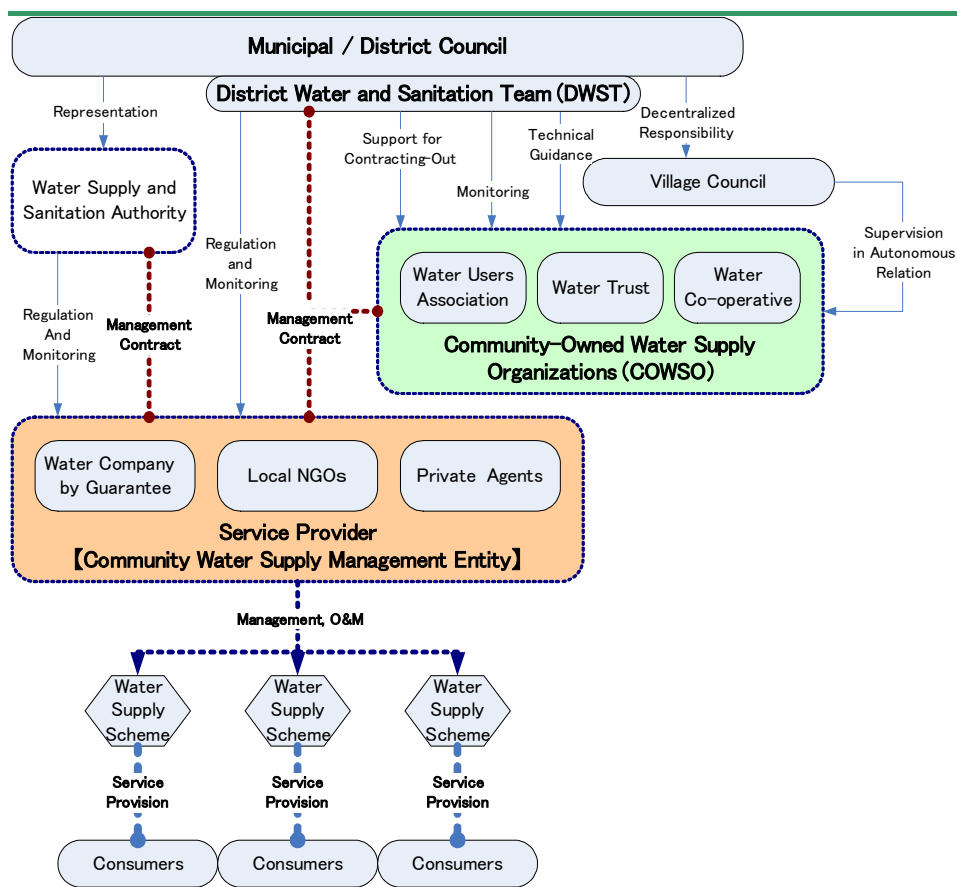 Municipal / District Council
District Water and Sanitation Team (DWST)
Representation
Support for
Contracting-Out
Monitoring
Technical
Guidance
Decentralized
Responsibility
Water Supply and
Sanitation Authority
Village Council
Regulation
and
Monitoring
Supervision
in Autonomous
Relation
Water Users
Association
Water Trust
Water
Co-operative
Community-Owned Water Supply
Organizations (COWSO)
Regulation
And
Monitoring
Management
Contract
Management
Contract
Water Company
by Guarantee
Local NGOs
Private Agents
Service Provider
【Community Water Supply Management Entity】
Management, O&M
Water
Supply
Scheme
Water
Supply
Scheme
Water
Supply
Scheme
Service
Provision
Service
Provision
Service
Provision
Consumers
Consumers
Consumers